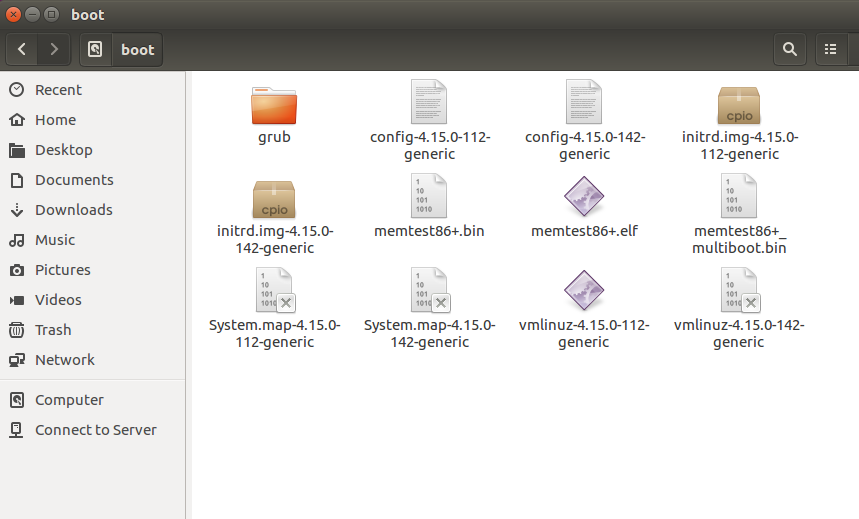 boot
boot
Recent
Home
Desktop
Documents
Downloads
Music
Pictures
Videos
Trash
Network
Computer
Connect to Server
grub
config-4.15.0-112-
generic
config-4.15.0-142-
generic
cpio
initrd.img-4.15.0-
112-generic
cpio
initrd.img-4.15.0-
142-generic
1
10
101
1010
memtest86+.bin
memtest86+.elf
1
10
101
1010
memtest86+_
multiboot.bin
1
10
101
1010
System.map-4.15.0-
112-generic
1
10
101
1010
System.map-4.15.0-
142-generic
vmlinuz-4.15.0-112-
generic
1
10
101
1010
vmlinuz-4.15.0-142-
generic